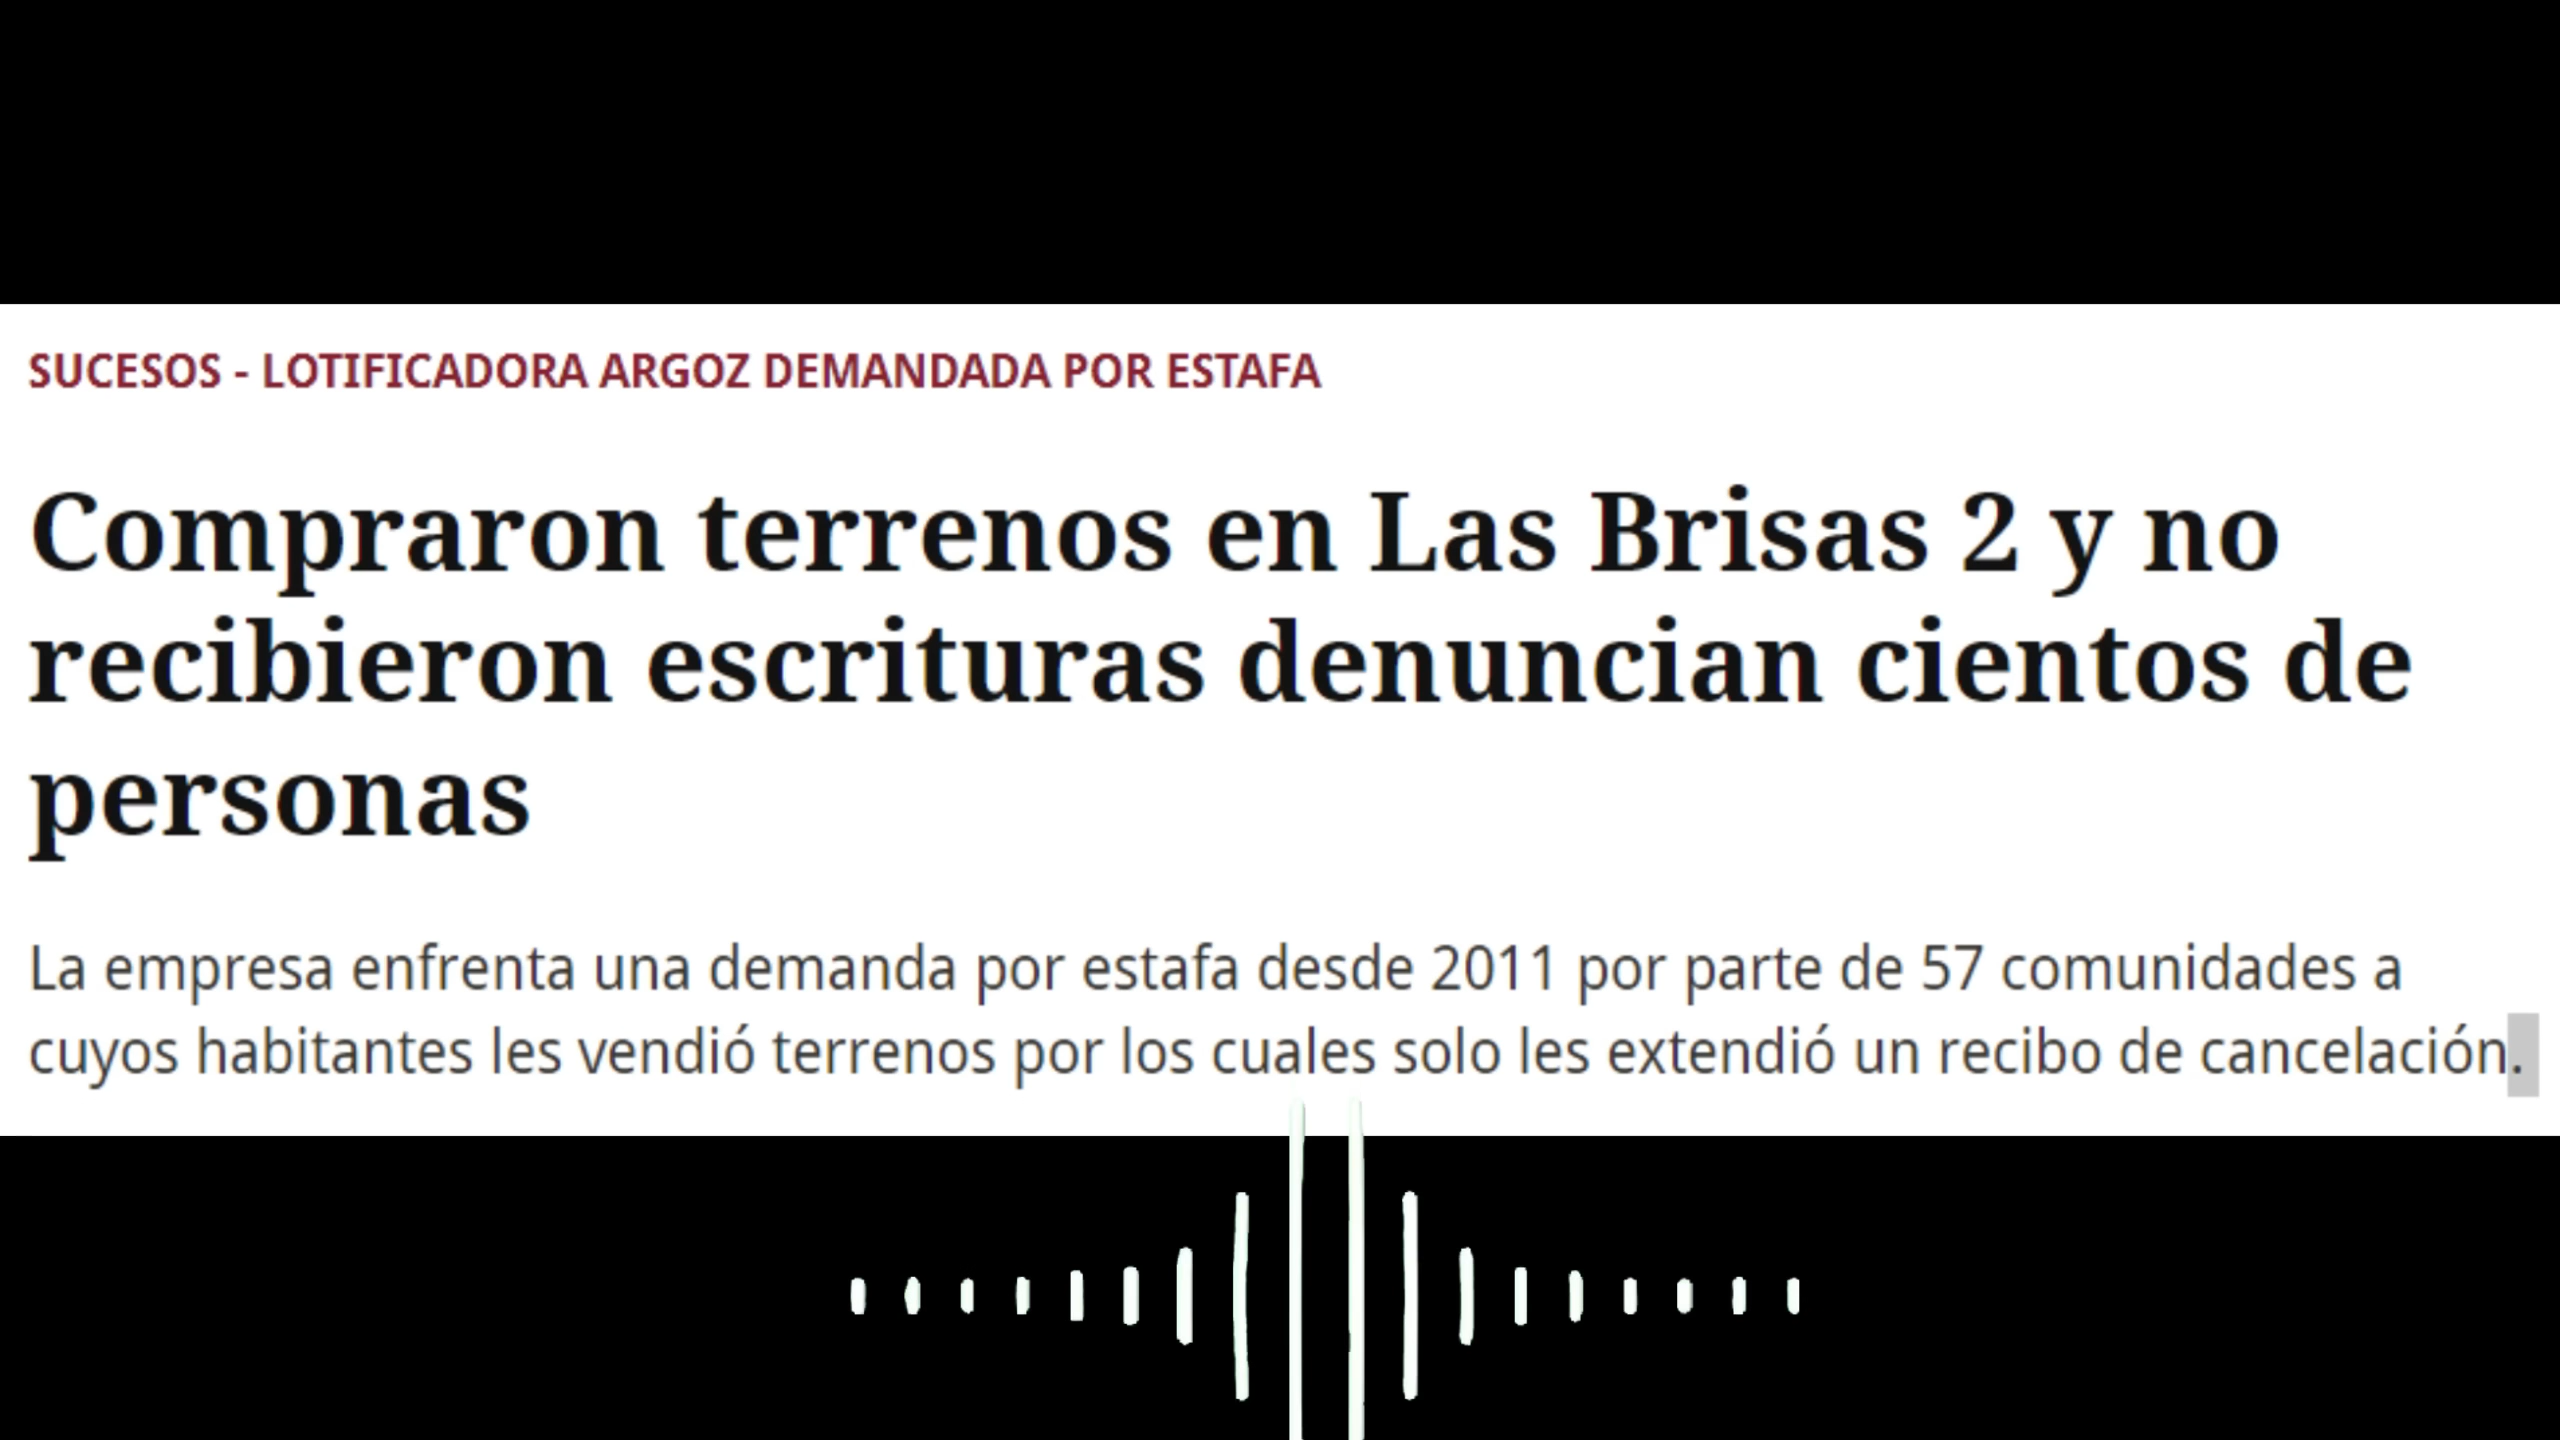 SUCESOS - LOTIFICADORA ARGOZ DEMANDADA POR ESTAFA
Compraron terrenos en Las Brisas 2 y no
recibieron escrituras denuncian cientos de
personas
La empresa enfrenta una demanda por estafa desde 2011 por parte de 57 comunidades a
cuyos habitantes les vendió terrenos por los cuales solo les extendió un recibo de cancelación.